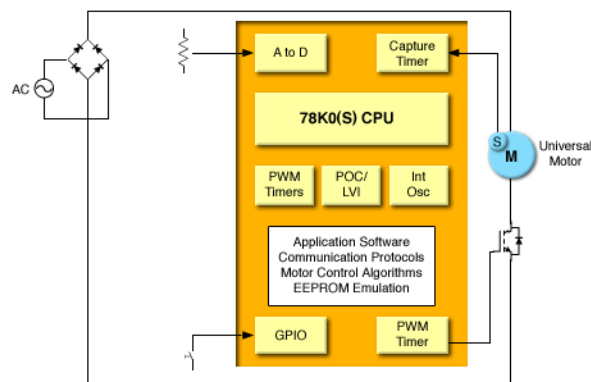 A to D
Capture
Timer
AC
78K0(S) CPU
S
M
Universal
Motor
PWM
Timers
POC/
LVI
Int
Osc
Application Software
Communication Protocols
Motor Control Algorithms
EEPROM Emulation
GPIO
PWM
Timer